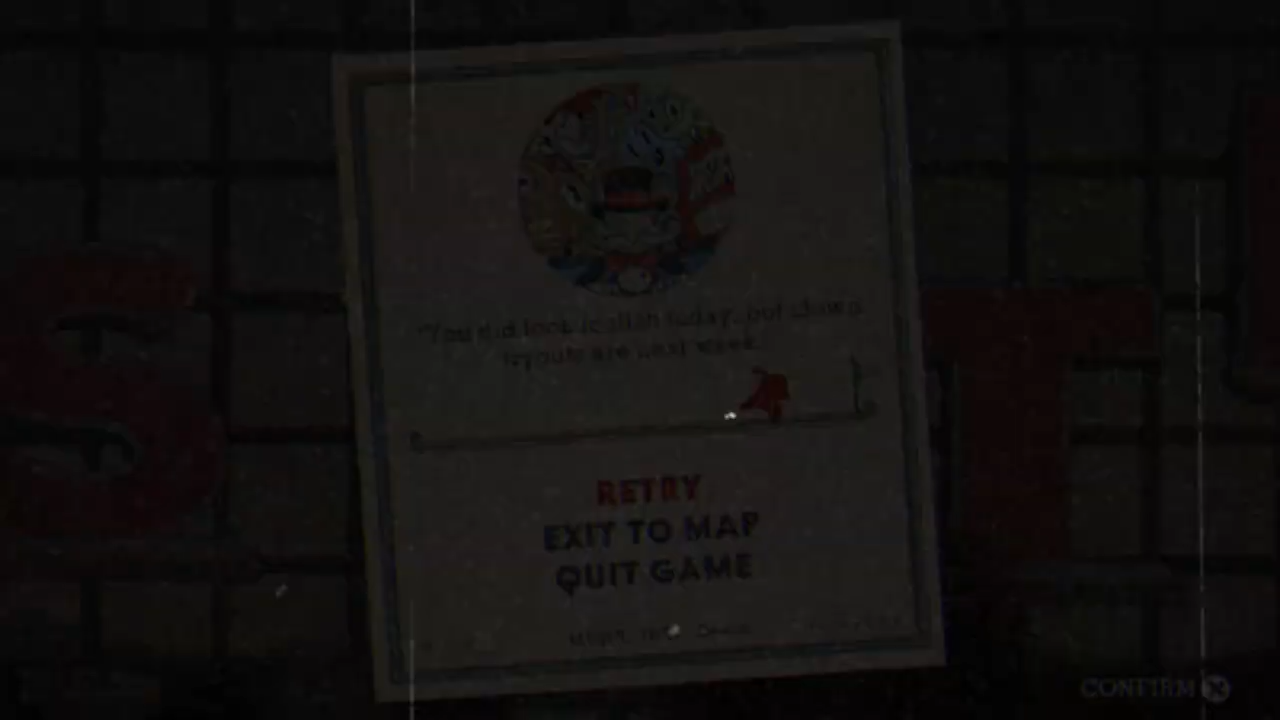 "You did look foolish today, but clown
tryouts are next week."
RETRY
EXIT TO MAP
QUIT GAME
CONFIRM X